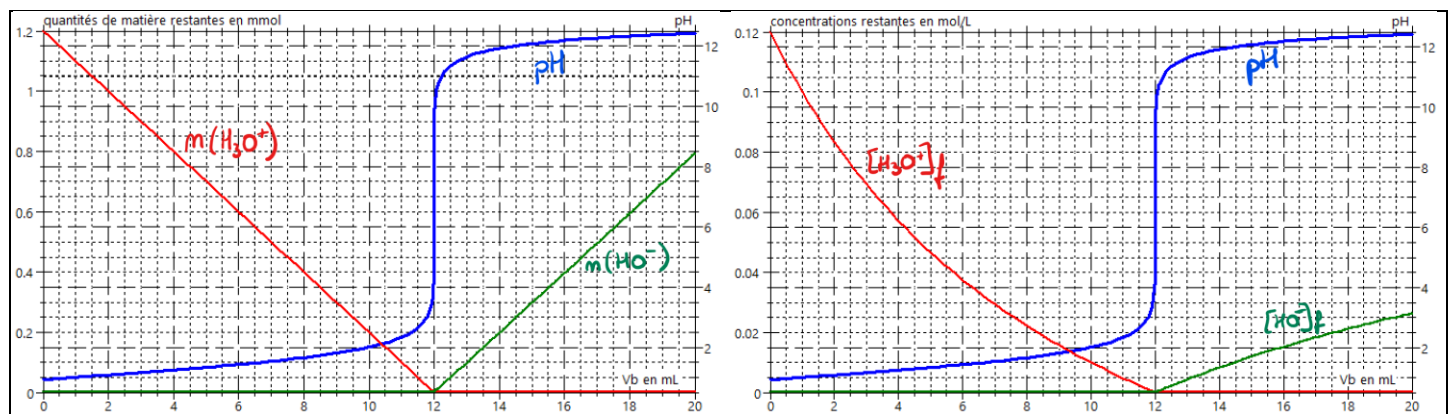 quantités de matière restantes en mmol
pH
1.2
1
0.8
0.6
0.4
0.2
0
12
10
8
6
4
2
pH
n(H₃O⁺)
n(HO⁻)
Vb en mL
0 2 4 6 8 10 12 14 16 18 20
concentrations restantes en mol/L
pH
0.12
0.1
0.08
0.06
0.04
0.02
0
12
10
8
6
4
2
pH
[H₃O⁺]f
[HO⁻]f
Vb en mL
0 2 4 6 8 10 12 14 16 18 20